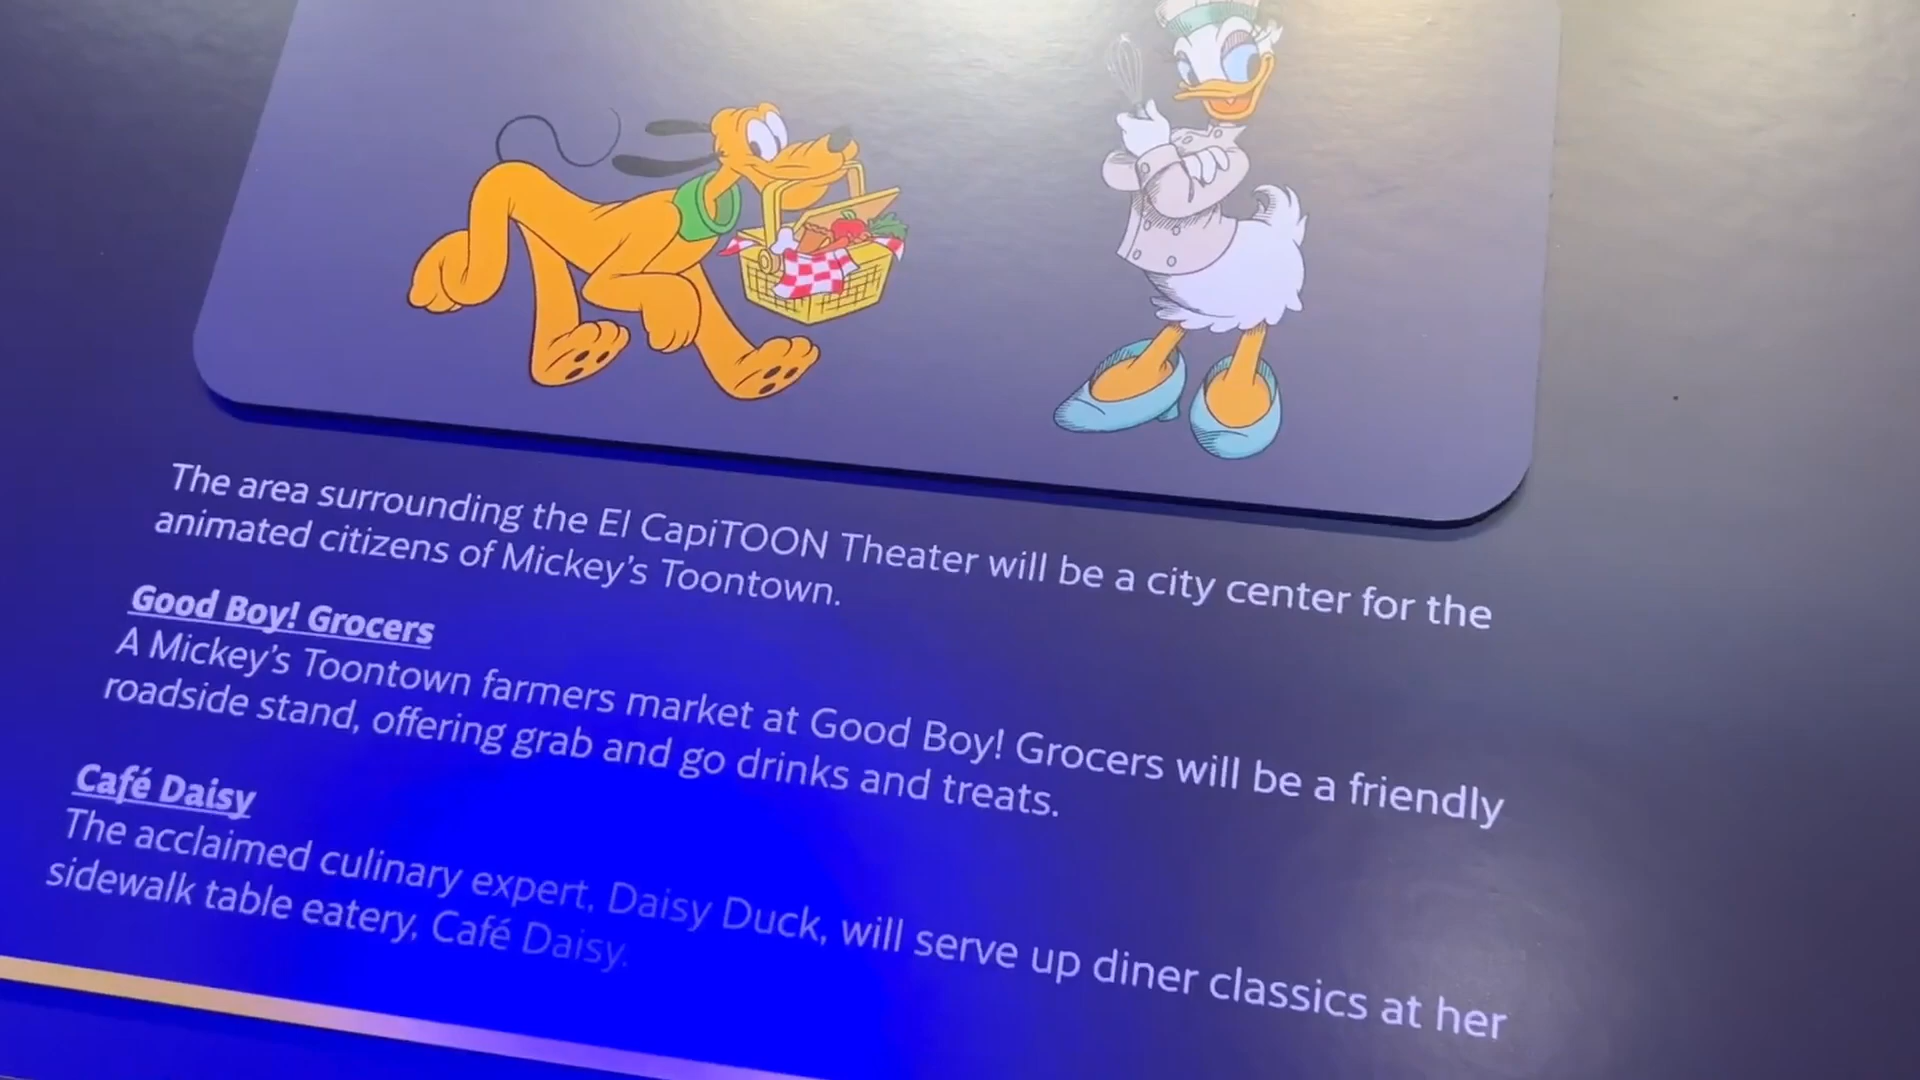 The area surrounding the El CapiTOON Theater will be a city center for the
animated citizens of Mickey's Toontown.
Good Boy! Grocers
A Mickey's Toontown farmers market at Good Boy! Grocers will be a friendly
roadside stand, offering grab and go drinks and treats.
Café Daisy
The acclaimed culinary expert, Daisy Duck, will serve up diner classics at her
sidewalk table eatery, Café Daisy.